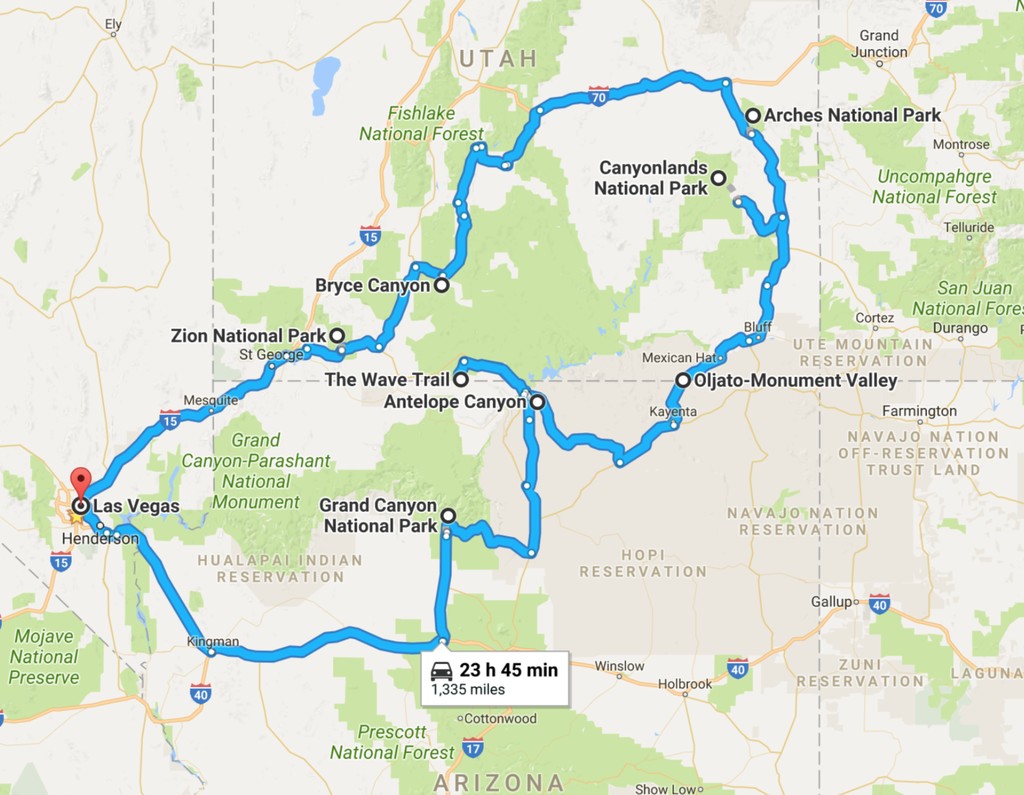 Ely
70
Grand
Junction
UTAH
70
Fishlake
National Forest
Arches National Park
Montrose
Canyonlands
National Park
Uncompahgre
National Forest
Telluride
15
Bryce Canyon
San Juan
National Fores
Zion National Park
St George
Bluff
Cortez
Durango
UTE MOUNTAIN
RESERVATION
Mexican Hat
The Wave Trail
Oljato-Monument Valley
Antelope Canyon
Mesquite
15
Kayenta
Farmington
Grand
Canyon-Parashant
National
Monument
NAVAJO NATION
OFF-RESERVATION
TRUST LAND
Las Vegas
Grand Canyon
National Park
NAVAJO NATION
RESERVATION
Henderson
15
HUALAPAI INDIAN
RESERVATION
HOPI
RESERVATION
Gallup
40
Mojave
National
Preserve
Kingman
40
23 h 45 min
1,335 miles
Winslow
40
Holbrook
ZUNI
RESERVATION
LAGUNA
Cottonwood
Prescott
National Forest
17
ARIZONA
Show Low